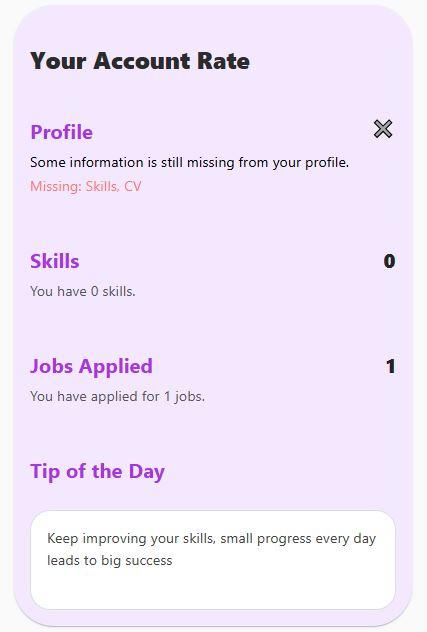 Your Account Rate
Profile
Some information is still missing from your profile.
Missing: Skills, CV
Skills
0
You have 0 skills.
Jobs Applied
1
You have applied for 1 jobs.
Tip of the Day
Keep improving your skills, small progress every day
leads to big success